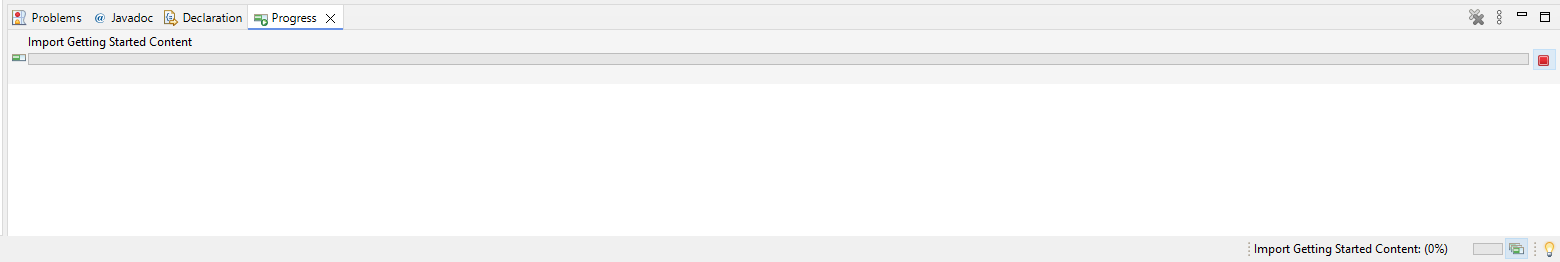 Problems @ Javadoc Declaration Progress
Import Getting Started Content
Import Getting Started Content: (0%)